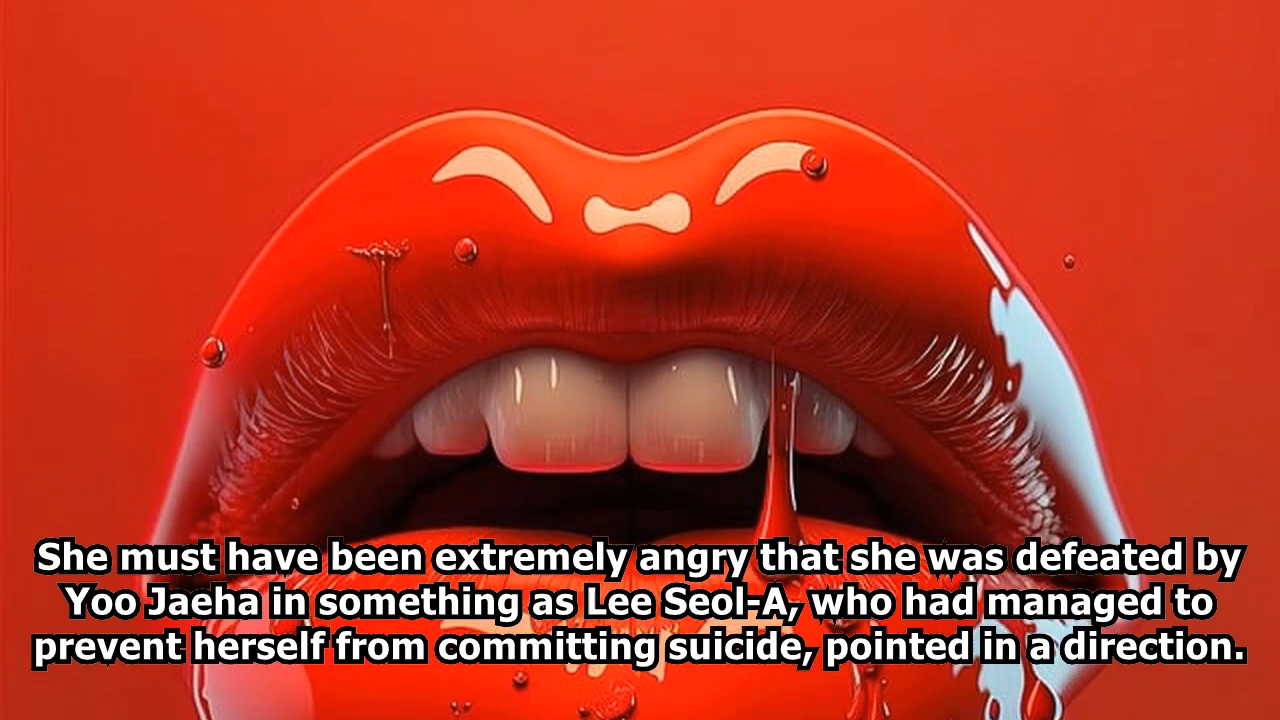 She must have been extremely angry that she was defeated by
Yoo Jaeha in something as Lee Seol-A, who had managed to
prevent herself from committing suicide, pointed in a direction.